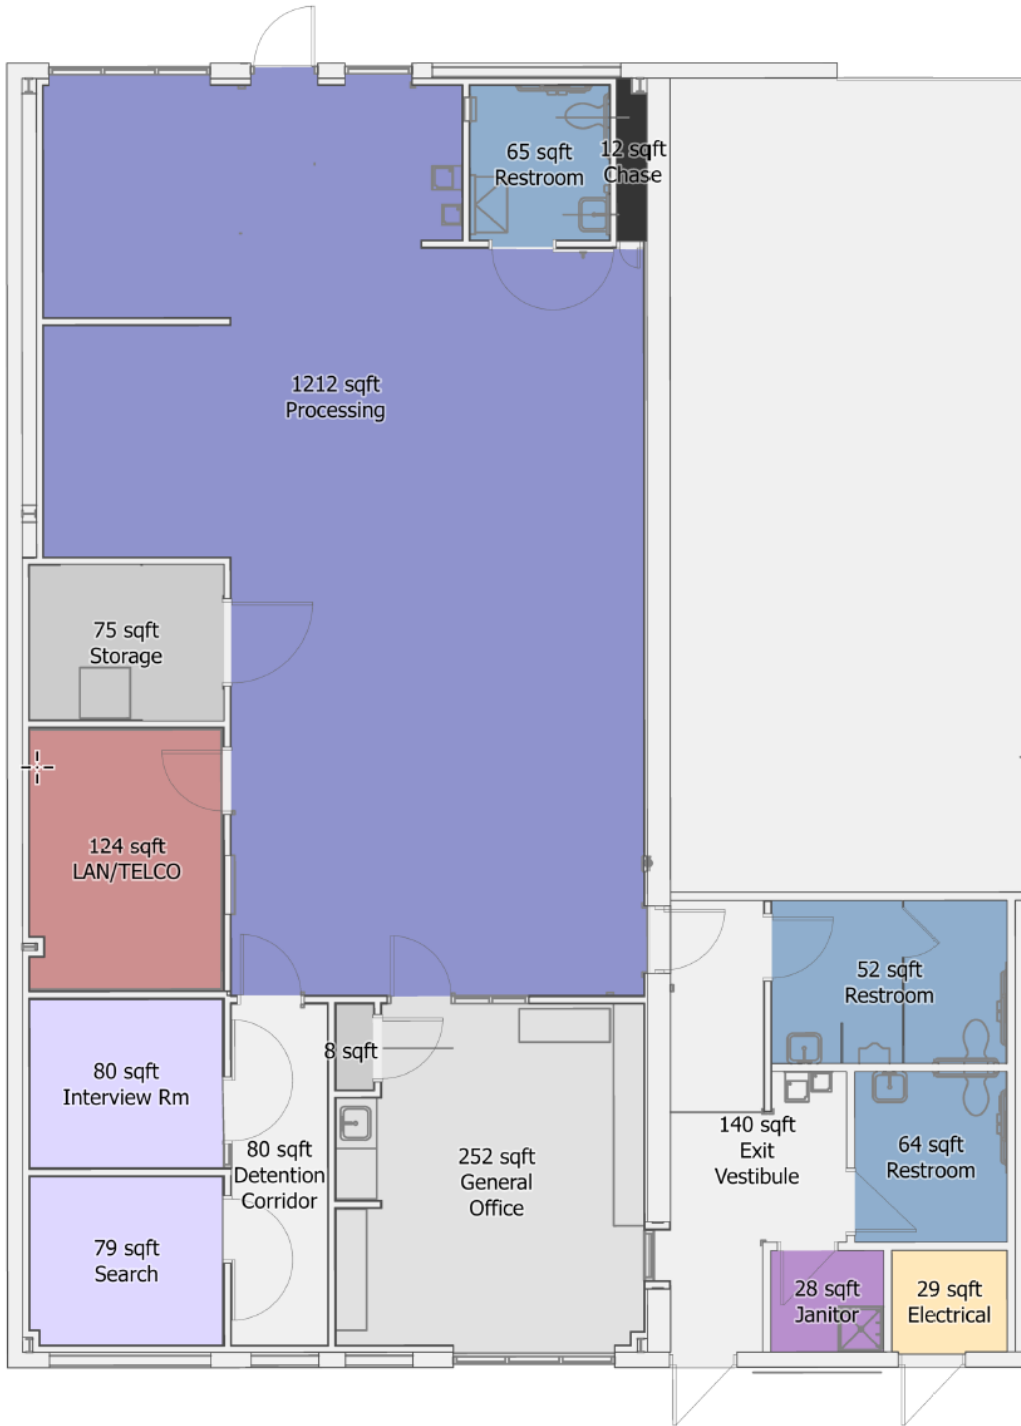 65 sqft
Restroom
12 sqft
Chase
1212 sqft
Processing
75 sqft
Storage
124 sqft
LAN/TELCO
52 sqft
Restroom
8 sqft
80 sqft
Interview Rm
80 sqft
Detention
Corridor
252 sqft
General
Office
140 sqft
Exit
Vestibule
64 sqft
Restroom
79 sqft
Search
28 sqft
Janitor
29 sqft
Electrical